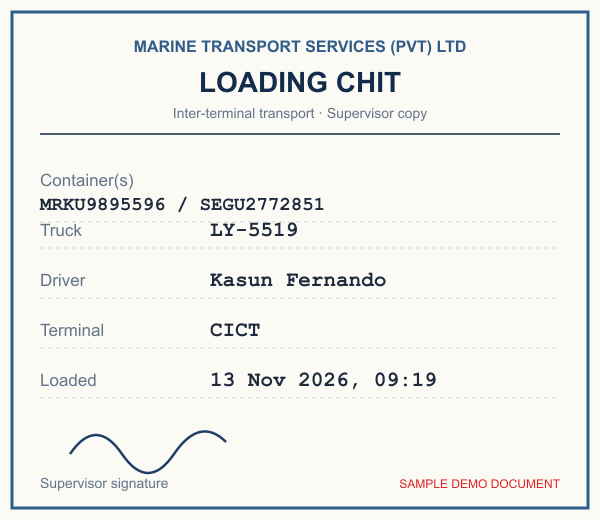 MARINE TRANSPORT SERVICES (PVT) LTD
LOADING CHIT
Inter-terminal transport · Supervisor copy
Container(s)
MRKU9895596 / SEGU2772851
Truck LY-5519
Driver Kasun Fernando
Terminal CICT
Loaded 13 Nov 2026, 09:19
Supervisor signature SAMPLE DEMO DOCUMENT